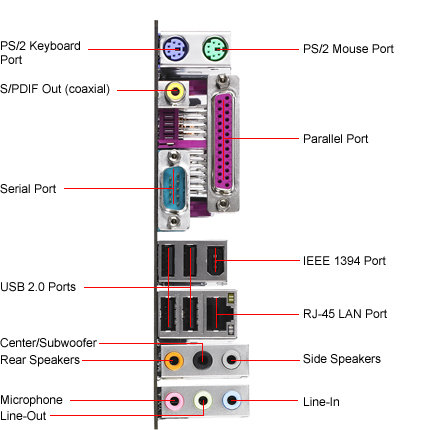 PS/2 Keyboard
Port
PS/2 Mouse Port
S/PDIF Out (coaxial)
Parallel Port
Serial Port
IEEE 1394 Port
USB 2.0 Ports
RJ-45 LAN Port
Center/Subwoofer
Rear Speakers
Side Speakers
Microphone
Line-In
Line-Out